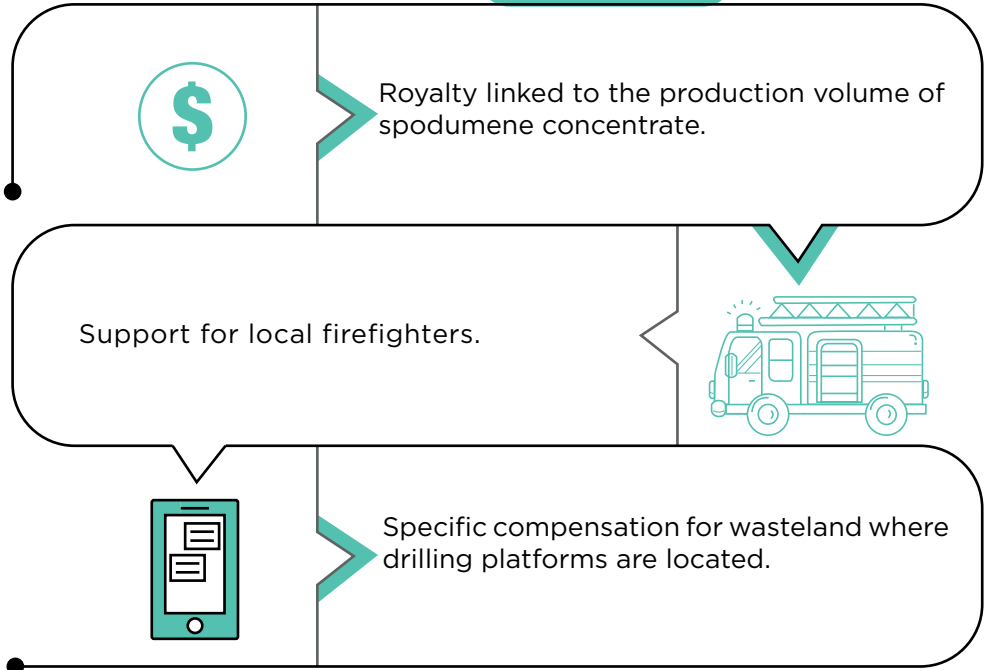 $
Royalty linked to the production volume of
spodumene concentrate.
Support for local firefighters.
Specific compensation for wasteland where
drilling platforms are located.